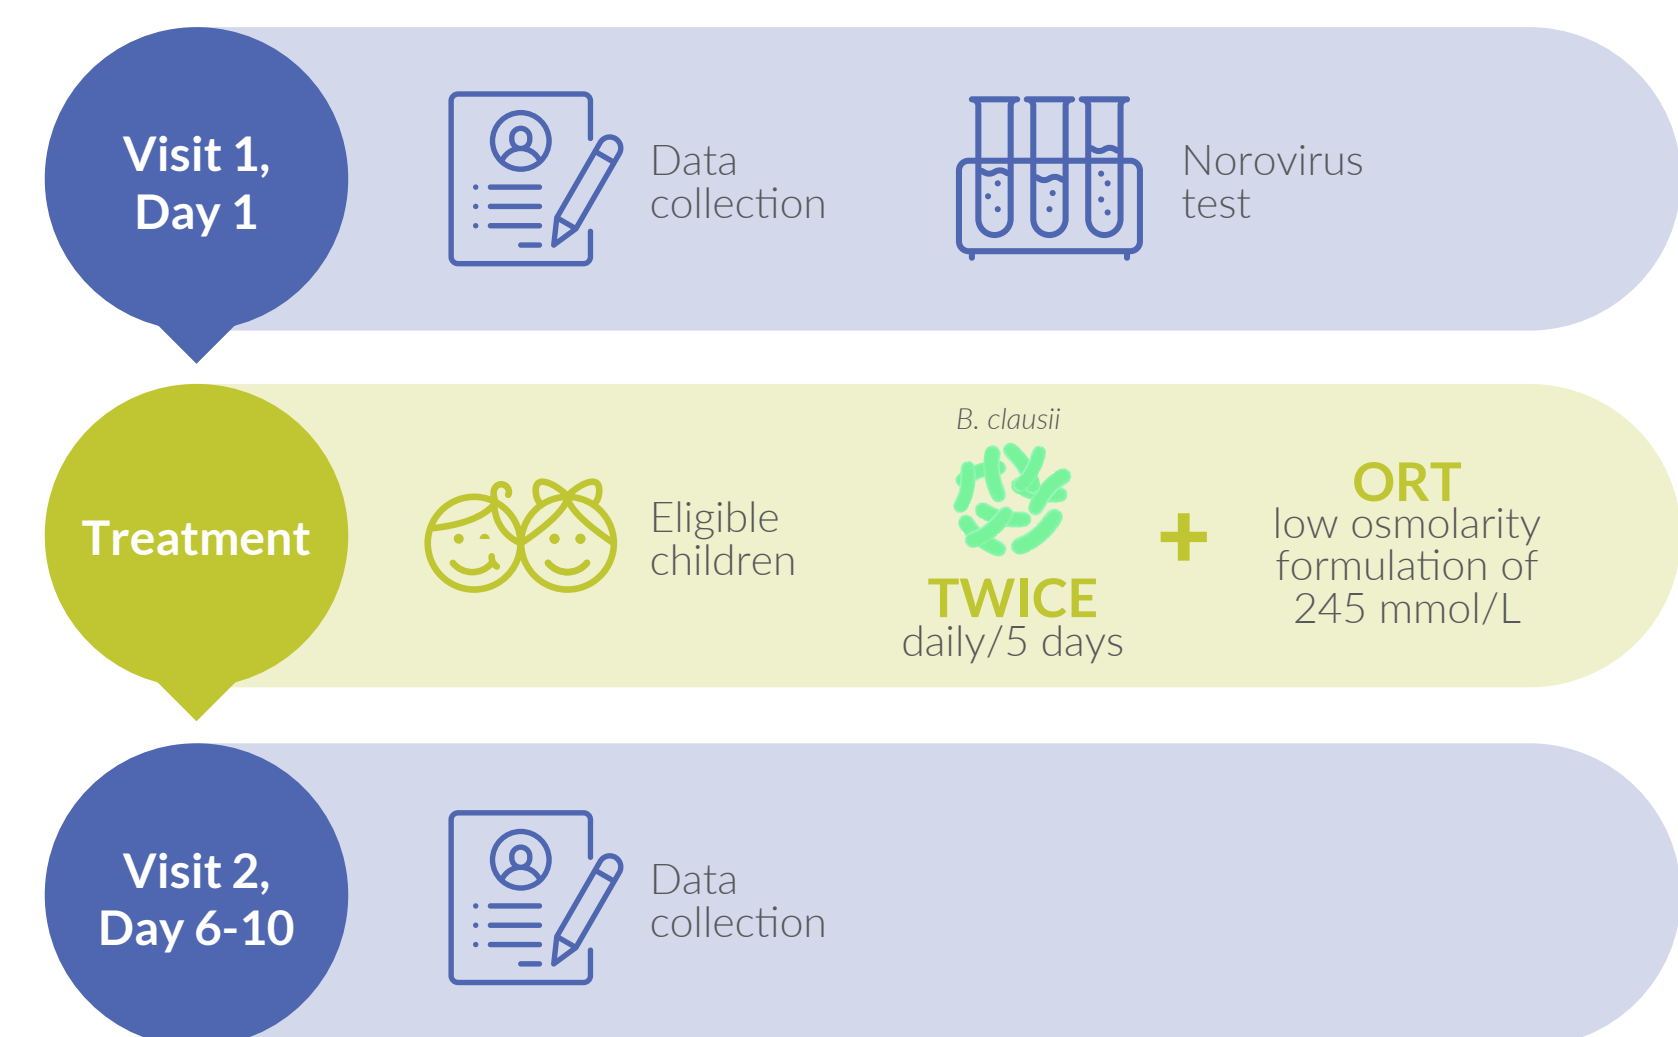 Visit 1,
Day 1
Data
collection
Norovirus
test
Treatment
Eligible
children
B. clausii
TWICE
daily/5 days
+
ORT
low osmolarity
formulation of
245 mmol/L
Visit 2,
Day 6-10
Data
collection